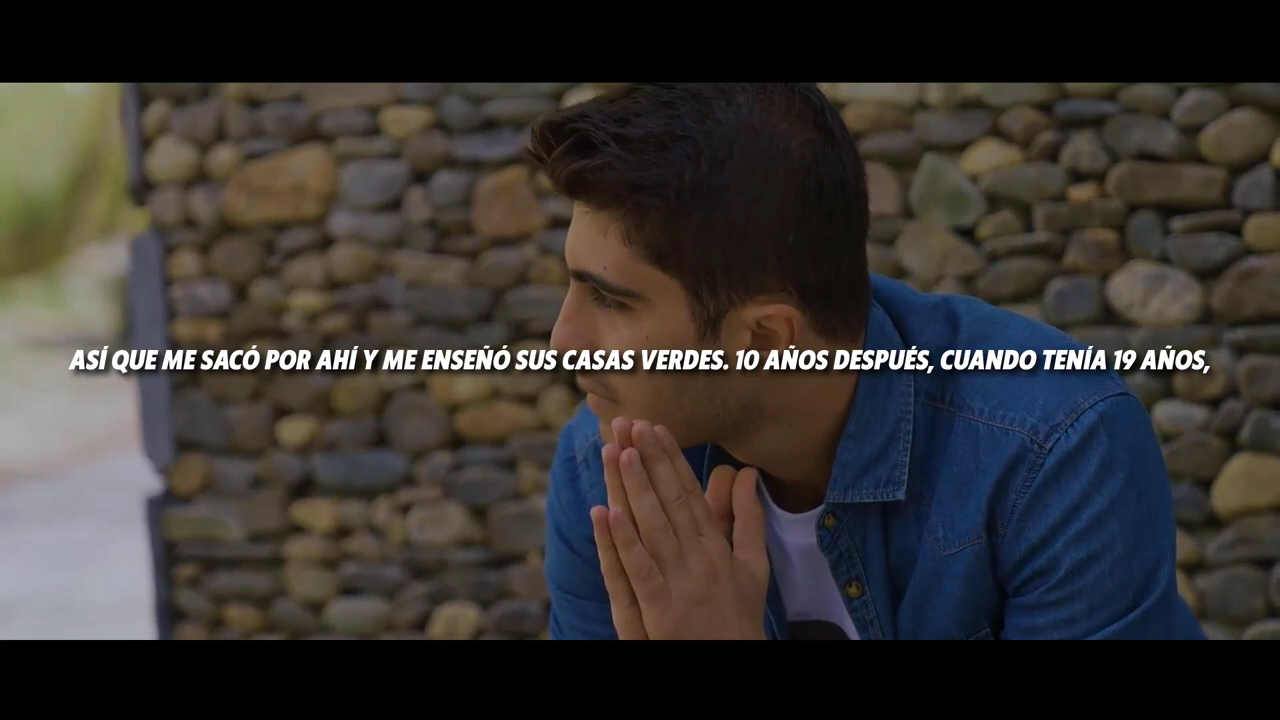 ASÍ QUE ME SACÓ POR AHÍ Y ME ENSEÑÓ SUS CASAS VERDES. 10 AÑOS DESPUÉS, CUANDO TENÍA 19 AÑOS,